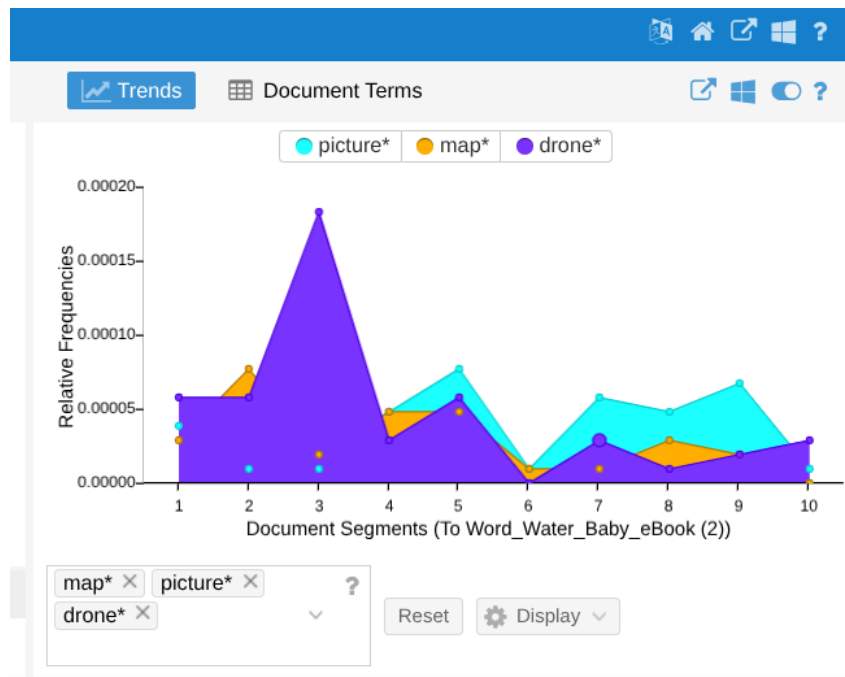 ?
Trends Document Terms ?
picture* map* drone*
0.00020
0.00015
0.00010
0.00005
0.00000
Relative Frequencies
1 2 3 4 5 6 7 8 9 10
Document Segments (To Word_Water_Baby_eBook (2))
map* × picture* × ?
drone* ×
Reset Display